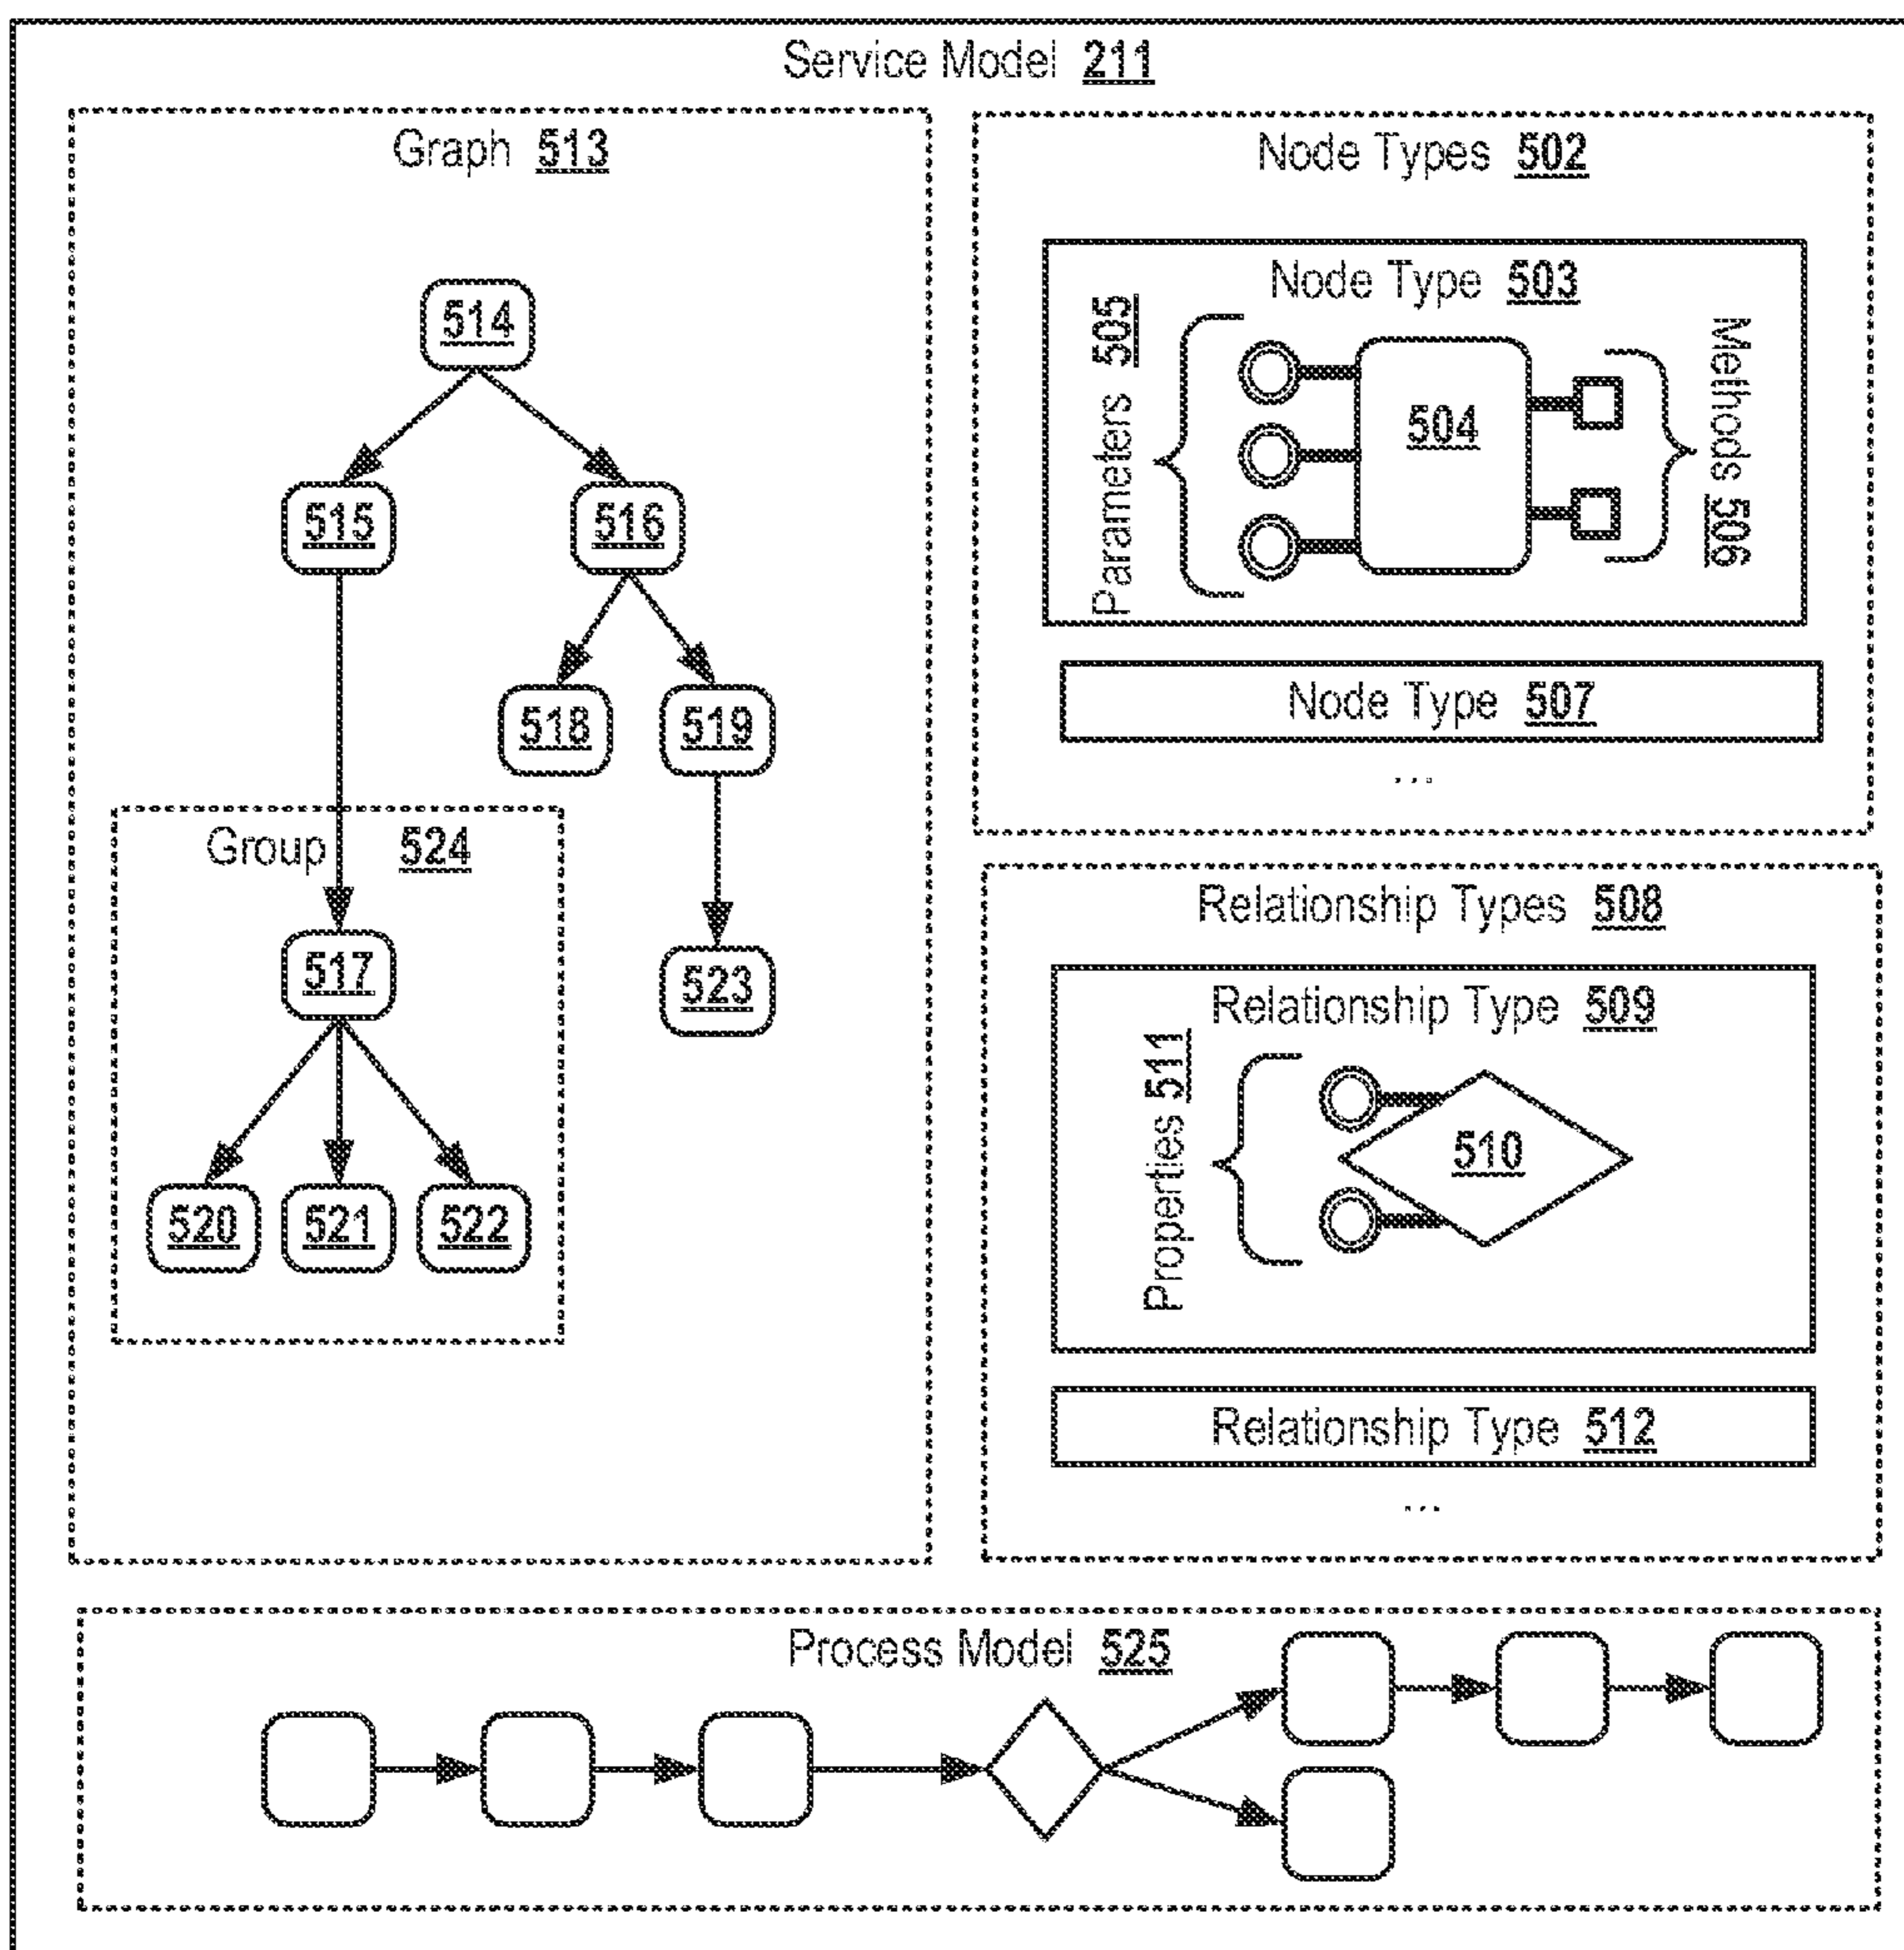 Service Model 211
Graph 513
514
515
516
518
519
Group 524
517
523
520
521
522
Node Types 502
Node Type 503
Parameters 505
504
Methods 506
Node Type 507
...
Relationship Types 508
Relationship Type 509
Properties 511
510
Relationship Type 512
...
Process Model 525